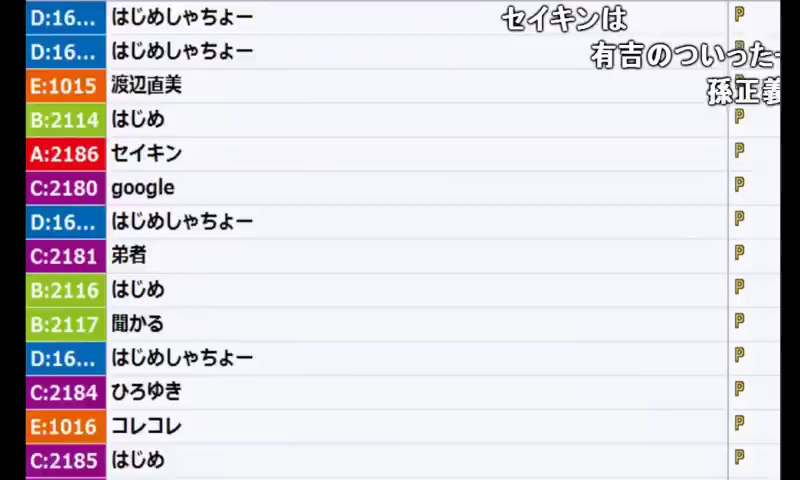 D:16... はじめしゃちょー P
セイキンは
D:16... はじめしゃちょー P
有吉のついったー
E:1015 渡辺直美
孫正義
B:2114 はじめ P
A:2186 セイキン P
C:2180 google P
D:16... はじめしゃちょー P
C:2181 弟者 P
B:2116 はじめ P
B:2117 聞かる P
D:16... はじめしゃちょー P
C:2184 ひろゆき P
E:1016 コレコレ P
C:2185 はじめ P